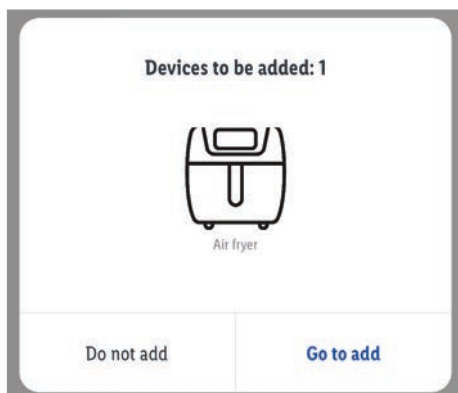 Devices to be added: 1
Air fryer
Do not add
Go to add